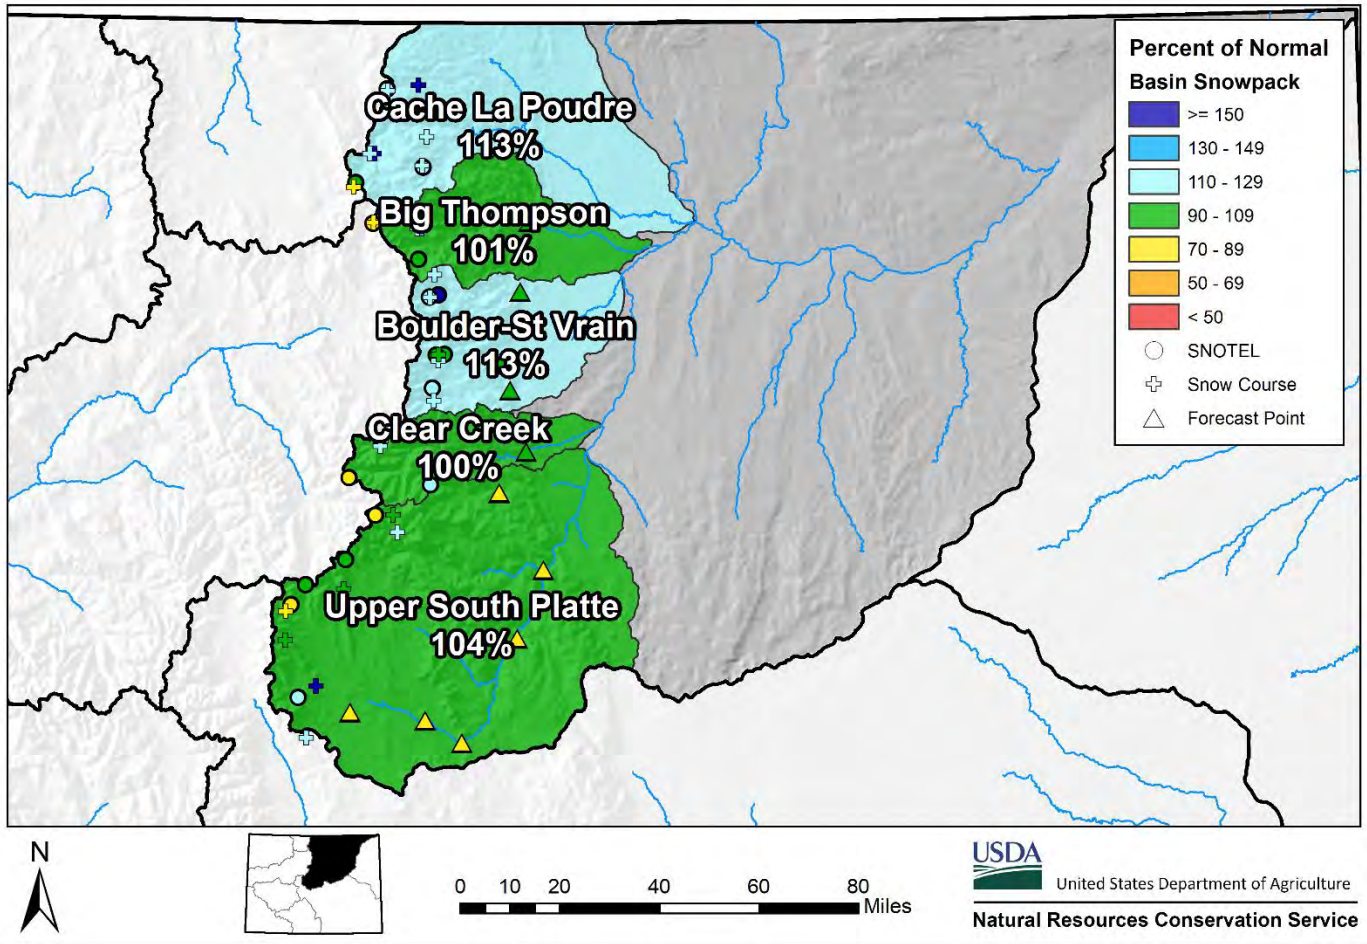 Cache La Poudre
113%
Big Thompson
101%
Boulder-St Vrain
113%
Clear Creek
100%
Upper South Platte
104%
Percent of Normal
Basin Snowpack
>= 150
130 - 149
110 - 129
90 - 109
70 - 89
50 - 69
< 50
SNOTEL
Snow Course
Forecast Point
N
0 10 20 40 60 80
Miles
USDA
United States Department of Agriculture
Natural Resources Conservation Service